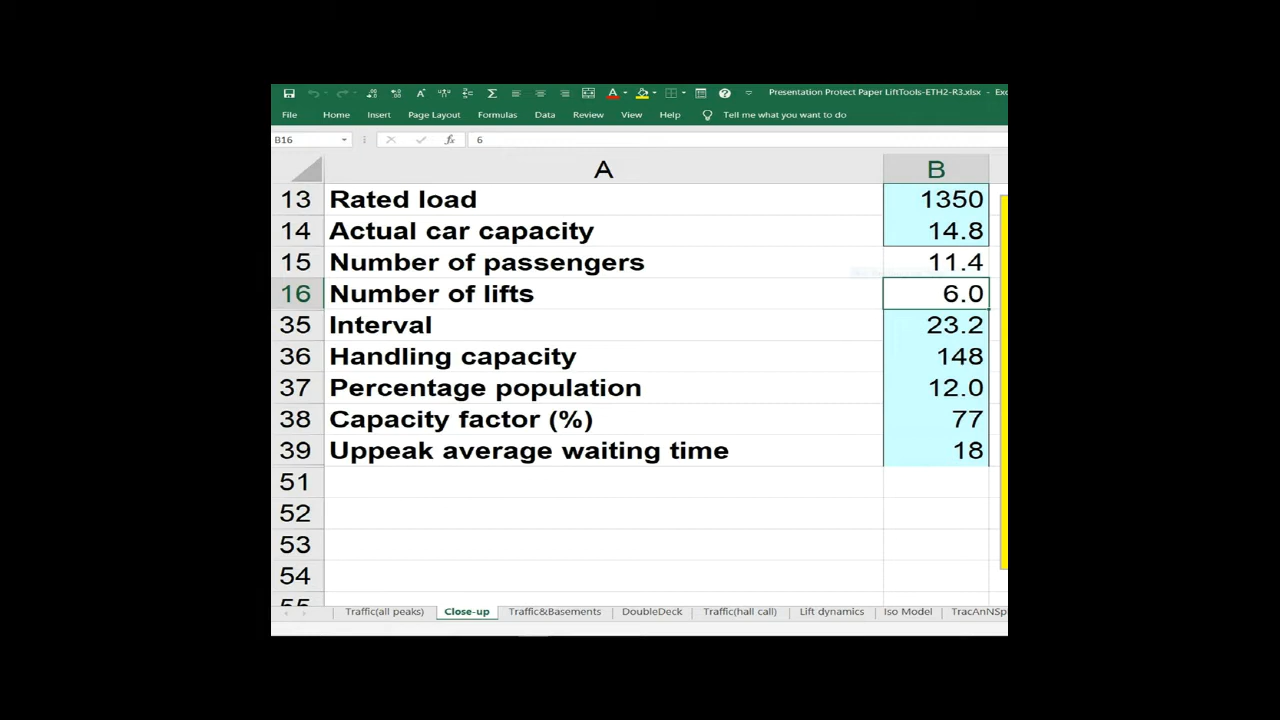 Presentation Protect Paper LiftTools-ETH2-R3.xlsx - Exc
File Home Insert Page Layout Formulas Data Review View Help Tell me what you want to do
B16 fx 6
A B
13 Rated load 1350
14 Actual car capacity 14.8
15 Number of passengers 11.4
16 Number of lifts 6.0
35 Interval 23.2
36 Handling capacity 148
37 Percentage population 12.0
38 Capacity factor (%) 77
39 Uppeak average waiting time 18
51
52
53
54
55
Traffic(all peaks) Close-up Traffic&Basements DoubleDeck Traffic(hall call) Lift dynamics Iso Model TracAnNSp